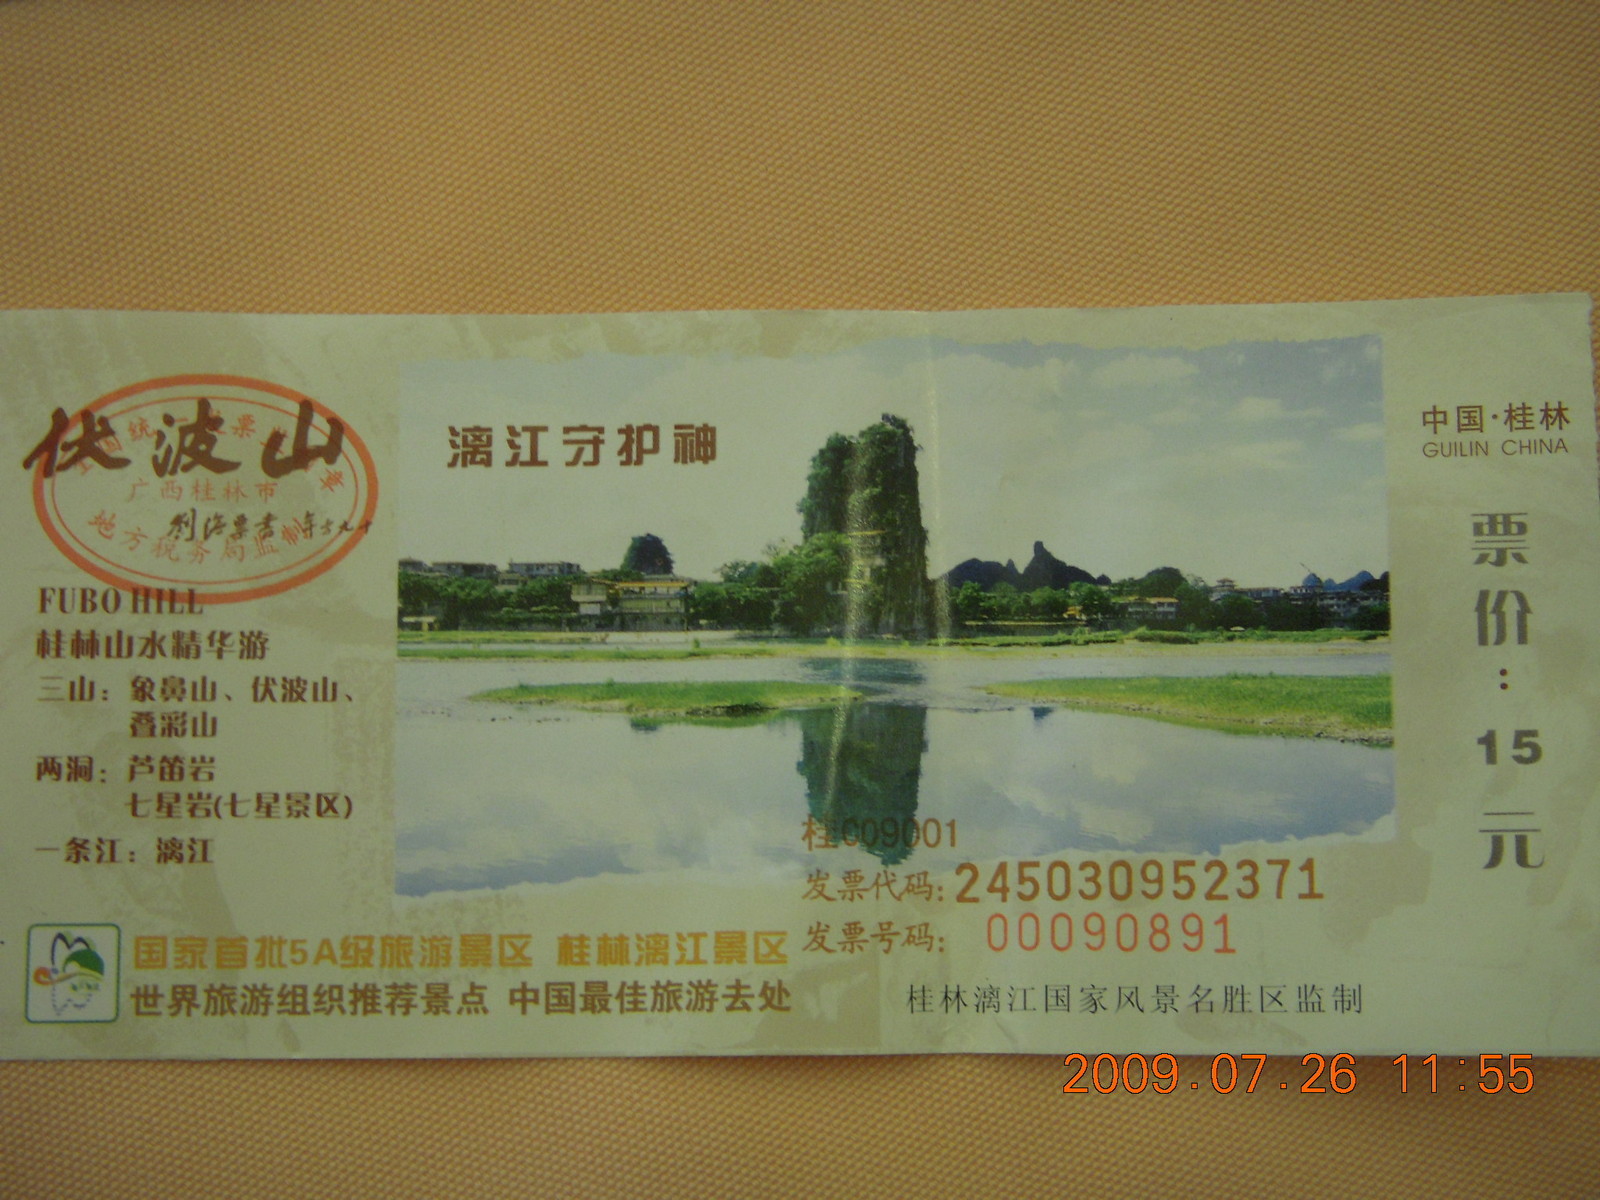 伏波山
广西桂林市
地方税务局监制
FUBO HILL
桂林山水精华游
三山：象鼻山、伏波山、
叠彩山
两洞：芦笛岩
七星岩(七星景区)
一条江：漓江
漓江守护神
中国·桂林
GUILIN CHINA
票价：15元
桂C09001
发票代码：245030952371
发票号码：00090891
国家首批5A级旅游景区 桂林漓江景区
世界旅游组织推荐景点 中国最佳旅游去处
桂林漓江国家风景名胜区监制
2009.07.26 11:55